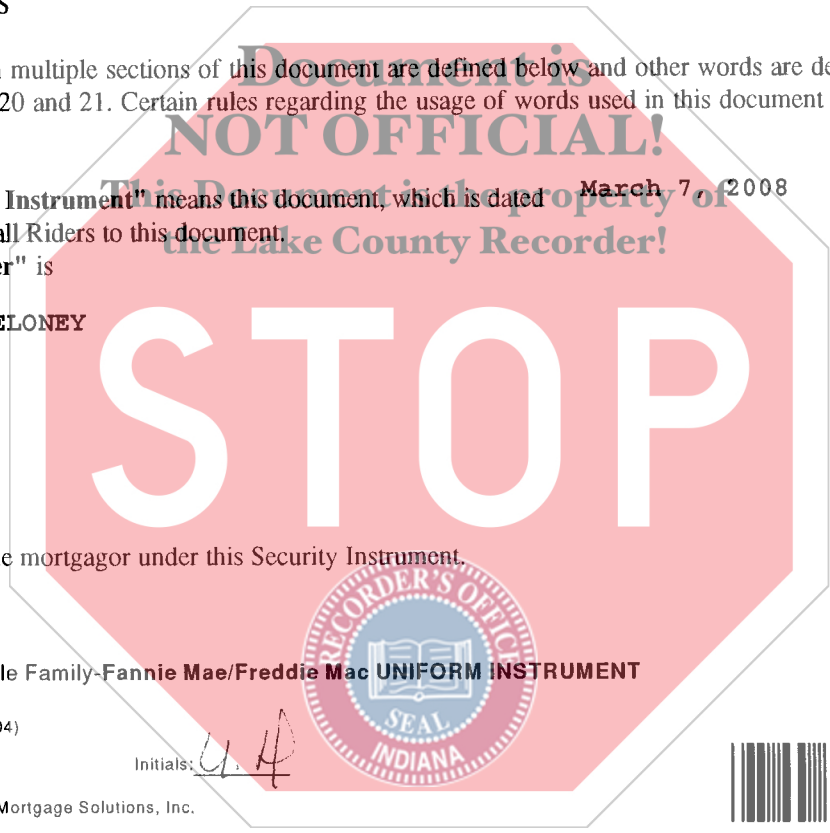 S
Document is
multiple sections of this document are defined below and other words are de
20 and 21. Certain rules regarding the usage of words used in this document
NOT OFFICIAL!
Instrument" means this document, which is dated March 7, 2008
This Document is the property of
all Riders to this document.
the Lake County Recorder!
er" is
ELONEY
STOP
e mortgagor under this Security Instrument.
RECORDER'S OFFICE
SEAL
INDIANA
le Family-Fannie Mae/Freddie Mac UNIFORM INSTRUMENT
04)
Initials:
Mortgage Solutions, Inc.